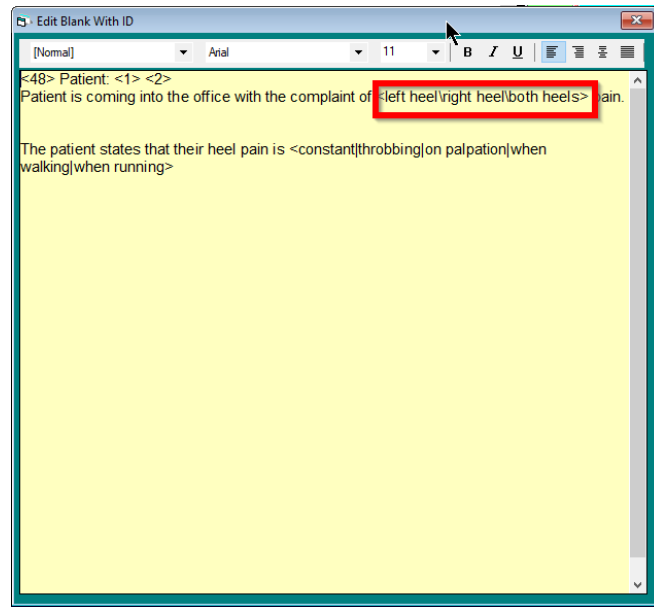 Edit Blank With ID
[Normal] Arial 11 B I U
<48> Patient: <1> <2>
Patient is coming into the office with the complaint of <left heel\right heel\both heels> pain.
The patient states that their heel pain is <constant|throbbing|on palpation|when
walking|when running>